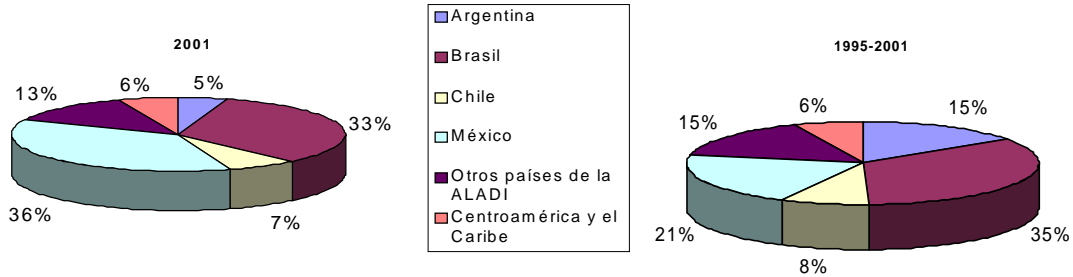 2001
13%
6%
5%
33%
36%
7%
Argentina
Brasil
Chile
México
Otros países de la
ALADI
Centroamérica y el
Caribe
1995-2001
15%
6%
15%
21%
35%
8%